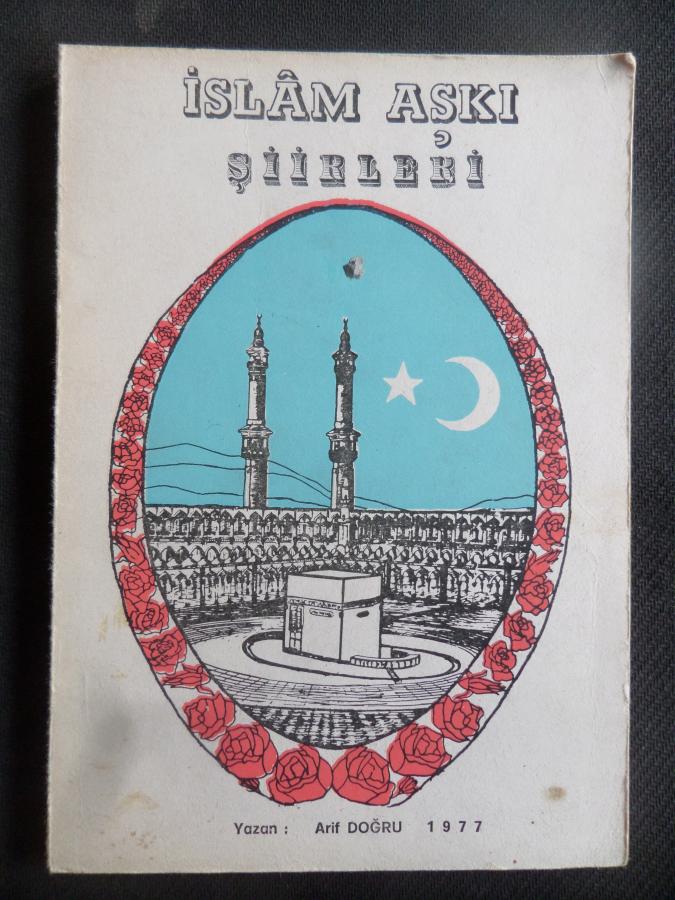 İSLÂM AŞKI
ŞİİRLERİ
Yazan : Arif DOĞRU 1977